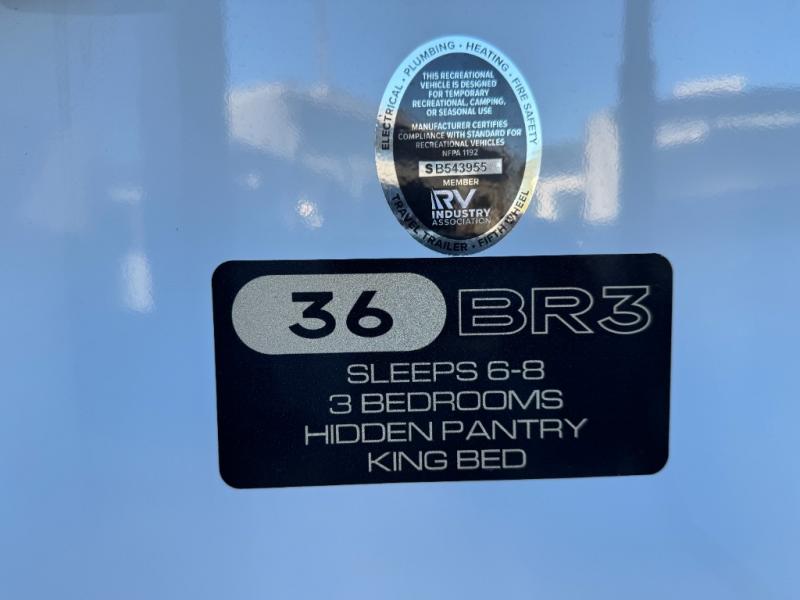 ELECTRICAL • PLUMBING • HEATING • FIRE SAFETY
THIS RECREATIONAL
VEHICLE IS DESIGNED
FOR TEMPORARY
RECREATIONAL, CAMPING,
OR SEASONAL USE
MANUFACTURER CERTIFIES
COMPLIANCE WITH STANDARD FOR
RECREATIONAL VEHICLES
NFPA 1192
SB543955
MEMBER
RV
INDUSTRY
ASSOCIATION
TRAVEL TRAILER • FIFTH WHEEL
36 BR3
SLEEPS 6-8
3 BEDROOMS
HIDDEN PANTRY
KING BED